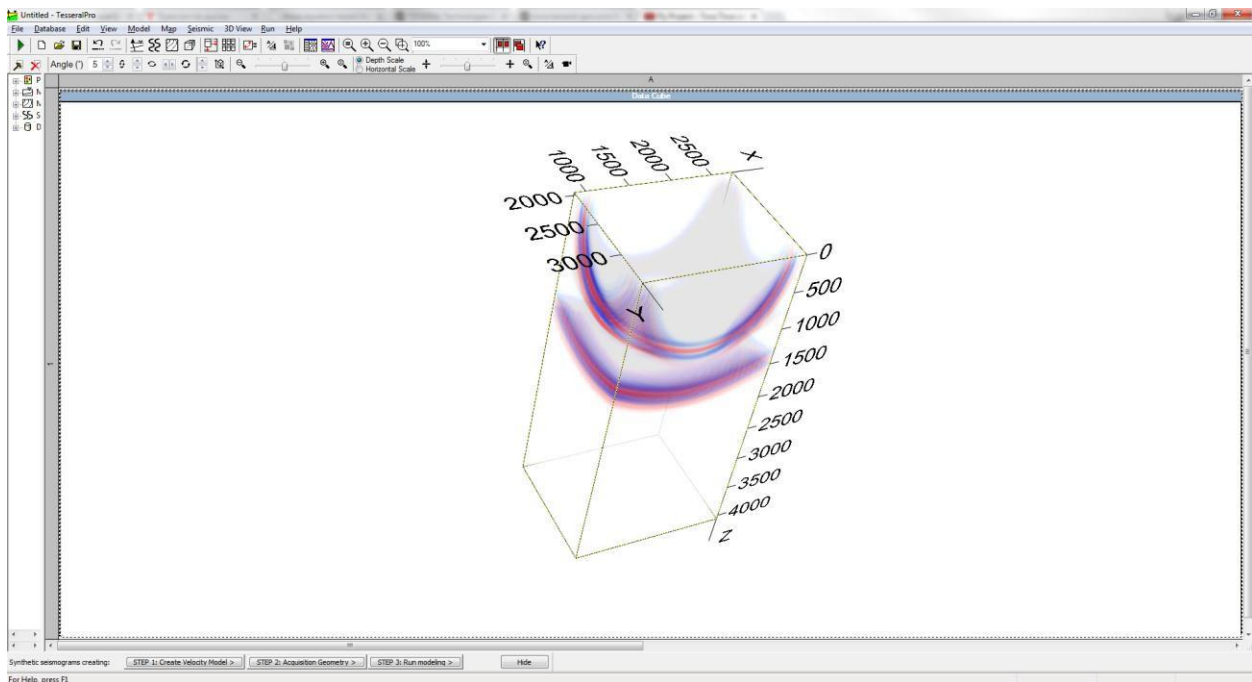 Untitled - TesseralPro
File Database Edit View Model Map Seismic 3D View Run Help
100%
Angle (°) 5 Depth Scale
Horizontal Scale
A
P
Data Cube
S
D
1000 1500 2000 2500 X
2000
2500
3000
Y
0
500
1000
1500
2000
2500
3000
3500
4000
Z
Synthetic seismograms creating: STEP 1: Create Velocity Model > STEP 2: Acquisition Geometry > STEP 3: Run modeling > Hide
For Help, press F1